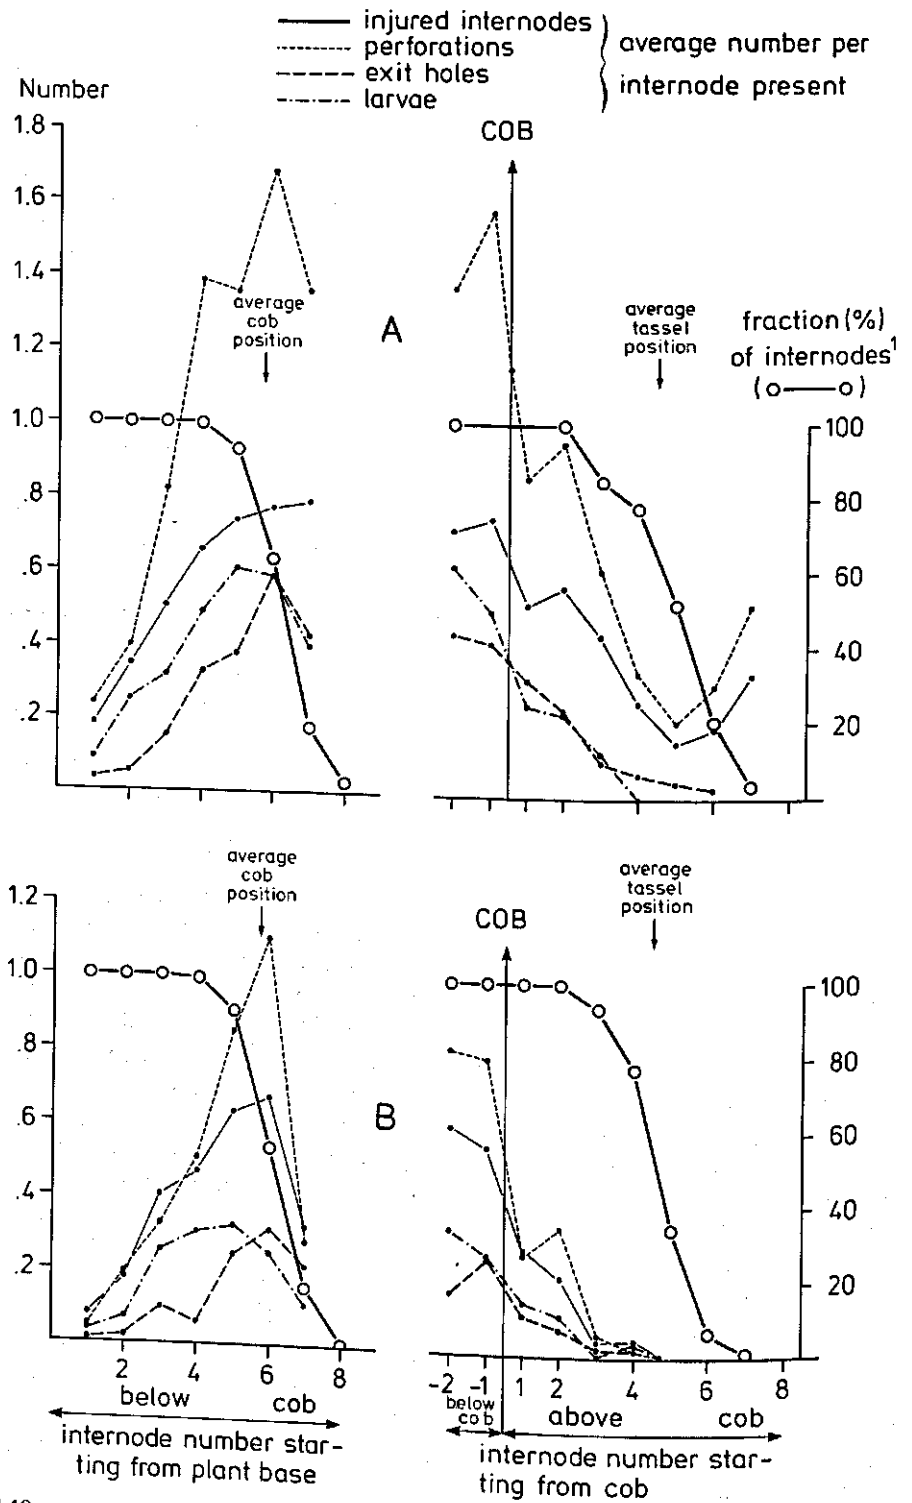 injured internodes
perforations
exit holes
larvae
average number per
internode present
Number
1.8
1.6
1.4
1.2
1.0
.8
.6
.4
.2
average
cob
position
A
COB
average
tassel
position
fraction (%)
of internodes¹
( o—o )
100
80
60
40
20
1.2
1.0
.8
.6
.4
.2
average
cob
position
B
COB
average
tassel
position
100
80
60
40
20
2 4 6 8
below cob
internode number star-
ting from plant base
-2 -1 1 2 4 6 8
below
cob
above cob
internode number star-
ting from cob